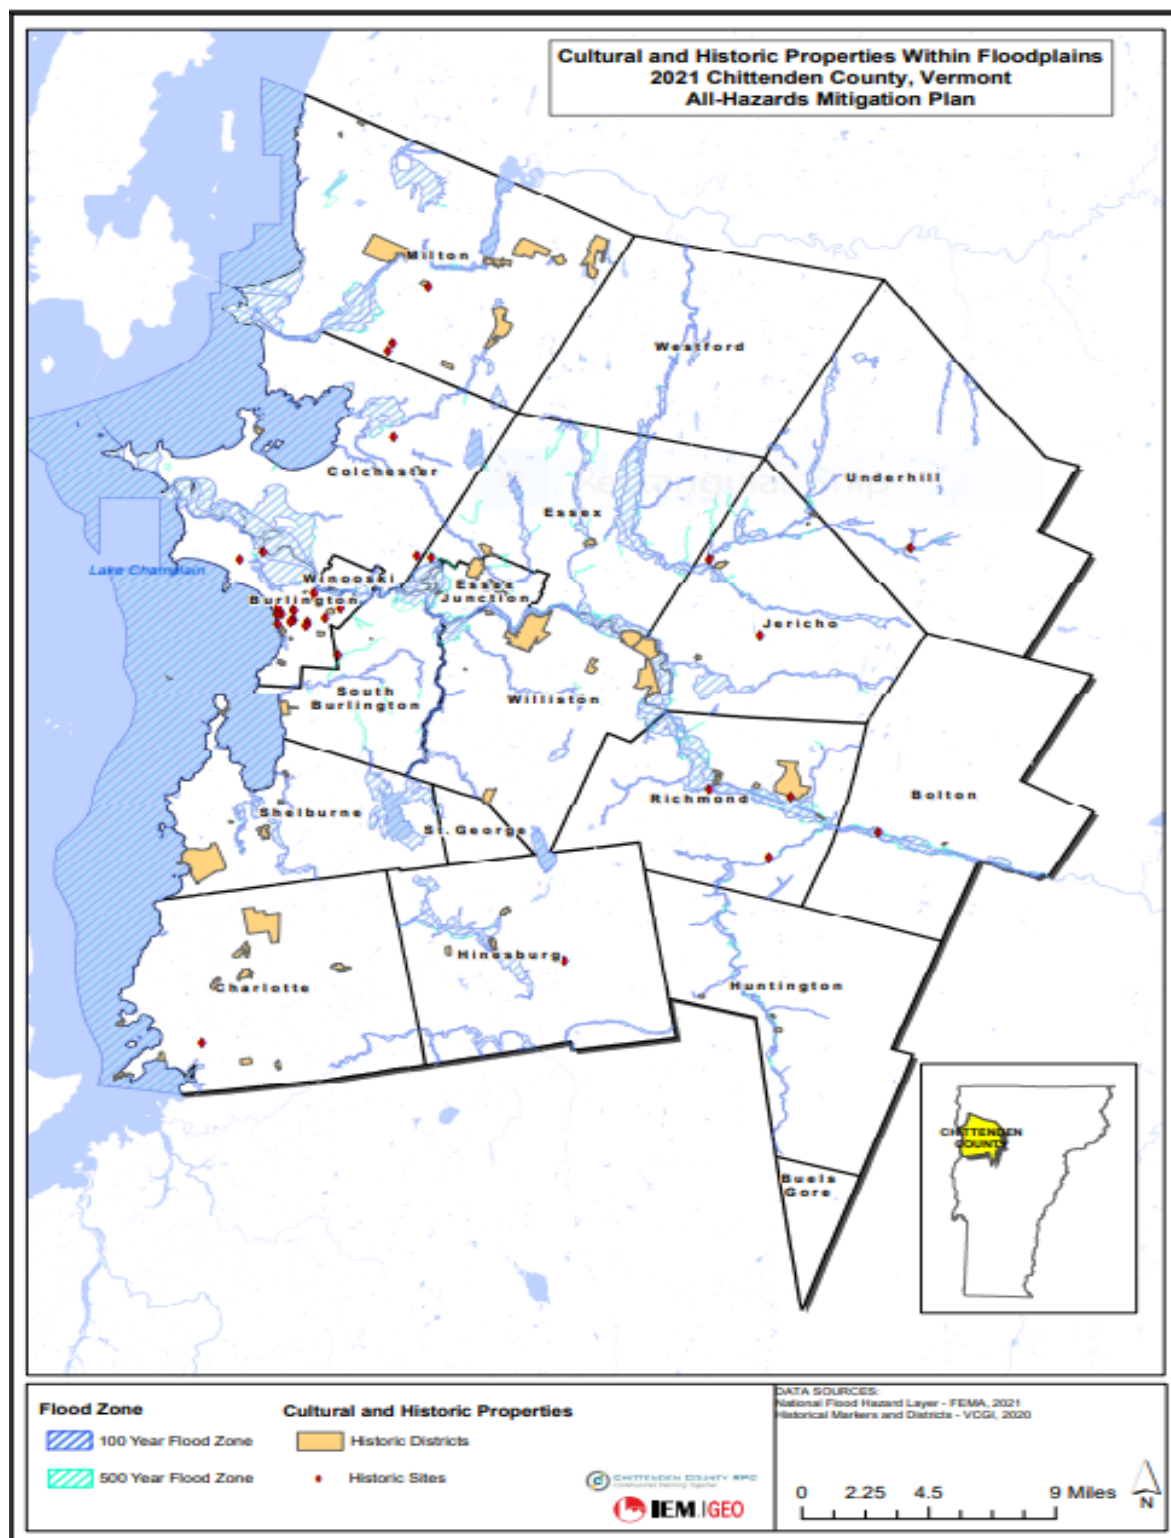 Cultural and Historic Properties Within Floodplains
2021 Chittenden County, Vermont
All-Hazards Mitigation Plan
Milton
Westford
Colchester
Underhill
Essex
Lake Champlain
Winooski
Essex
Junction
Burlington
Jericho
South
Burlington
Williston
Richmond
Bolton
Shelburne
St. George
Hinesburg
Charlotte
Huntington
CHITTENDEN
COUNTY
Buels
Gore
Flood Zone
100 Year Flood Zone
500 Year Flood Zone
Cultural and Historic Properties
Historic Districts
Historic Sites
CHITTENDEN COUNTY RPC
Communities Planning Together
IEM|GEO
DATA SOURCES:
National Flood Hazard Layer - FEMA, 2021
Historical Markers and Districts - VCGI, 2020
0 2.25 4.5 9 Miles
N